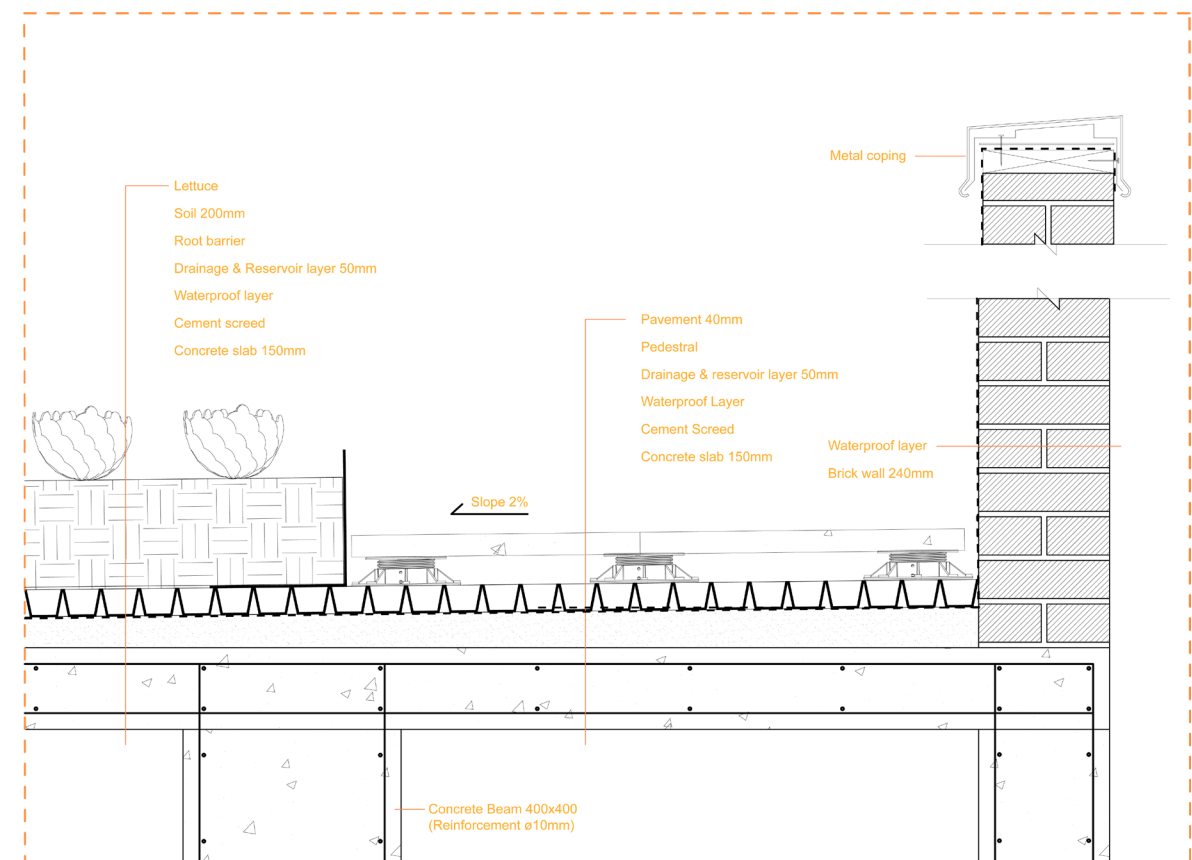 Metal coping
Lettuce
Soil 200mm
Root barrier
Drainage & Reservoir layer 50mm
Waterproof layer
Cement screed
Concrete slab 150mm
Pavement 40mm
Pedestral
Drainage & reservoir layer 50mm
Waterproof Layer
Cement Screed
Concrete slab 150mm
Waterproof layer
Brick wall 240mm
Slope 2%
Concrete Beam 400x400
(Reinforcement ø10mm)